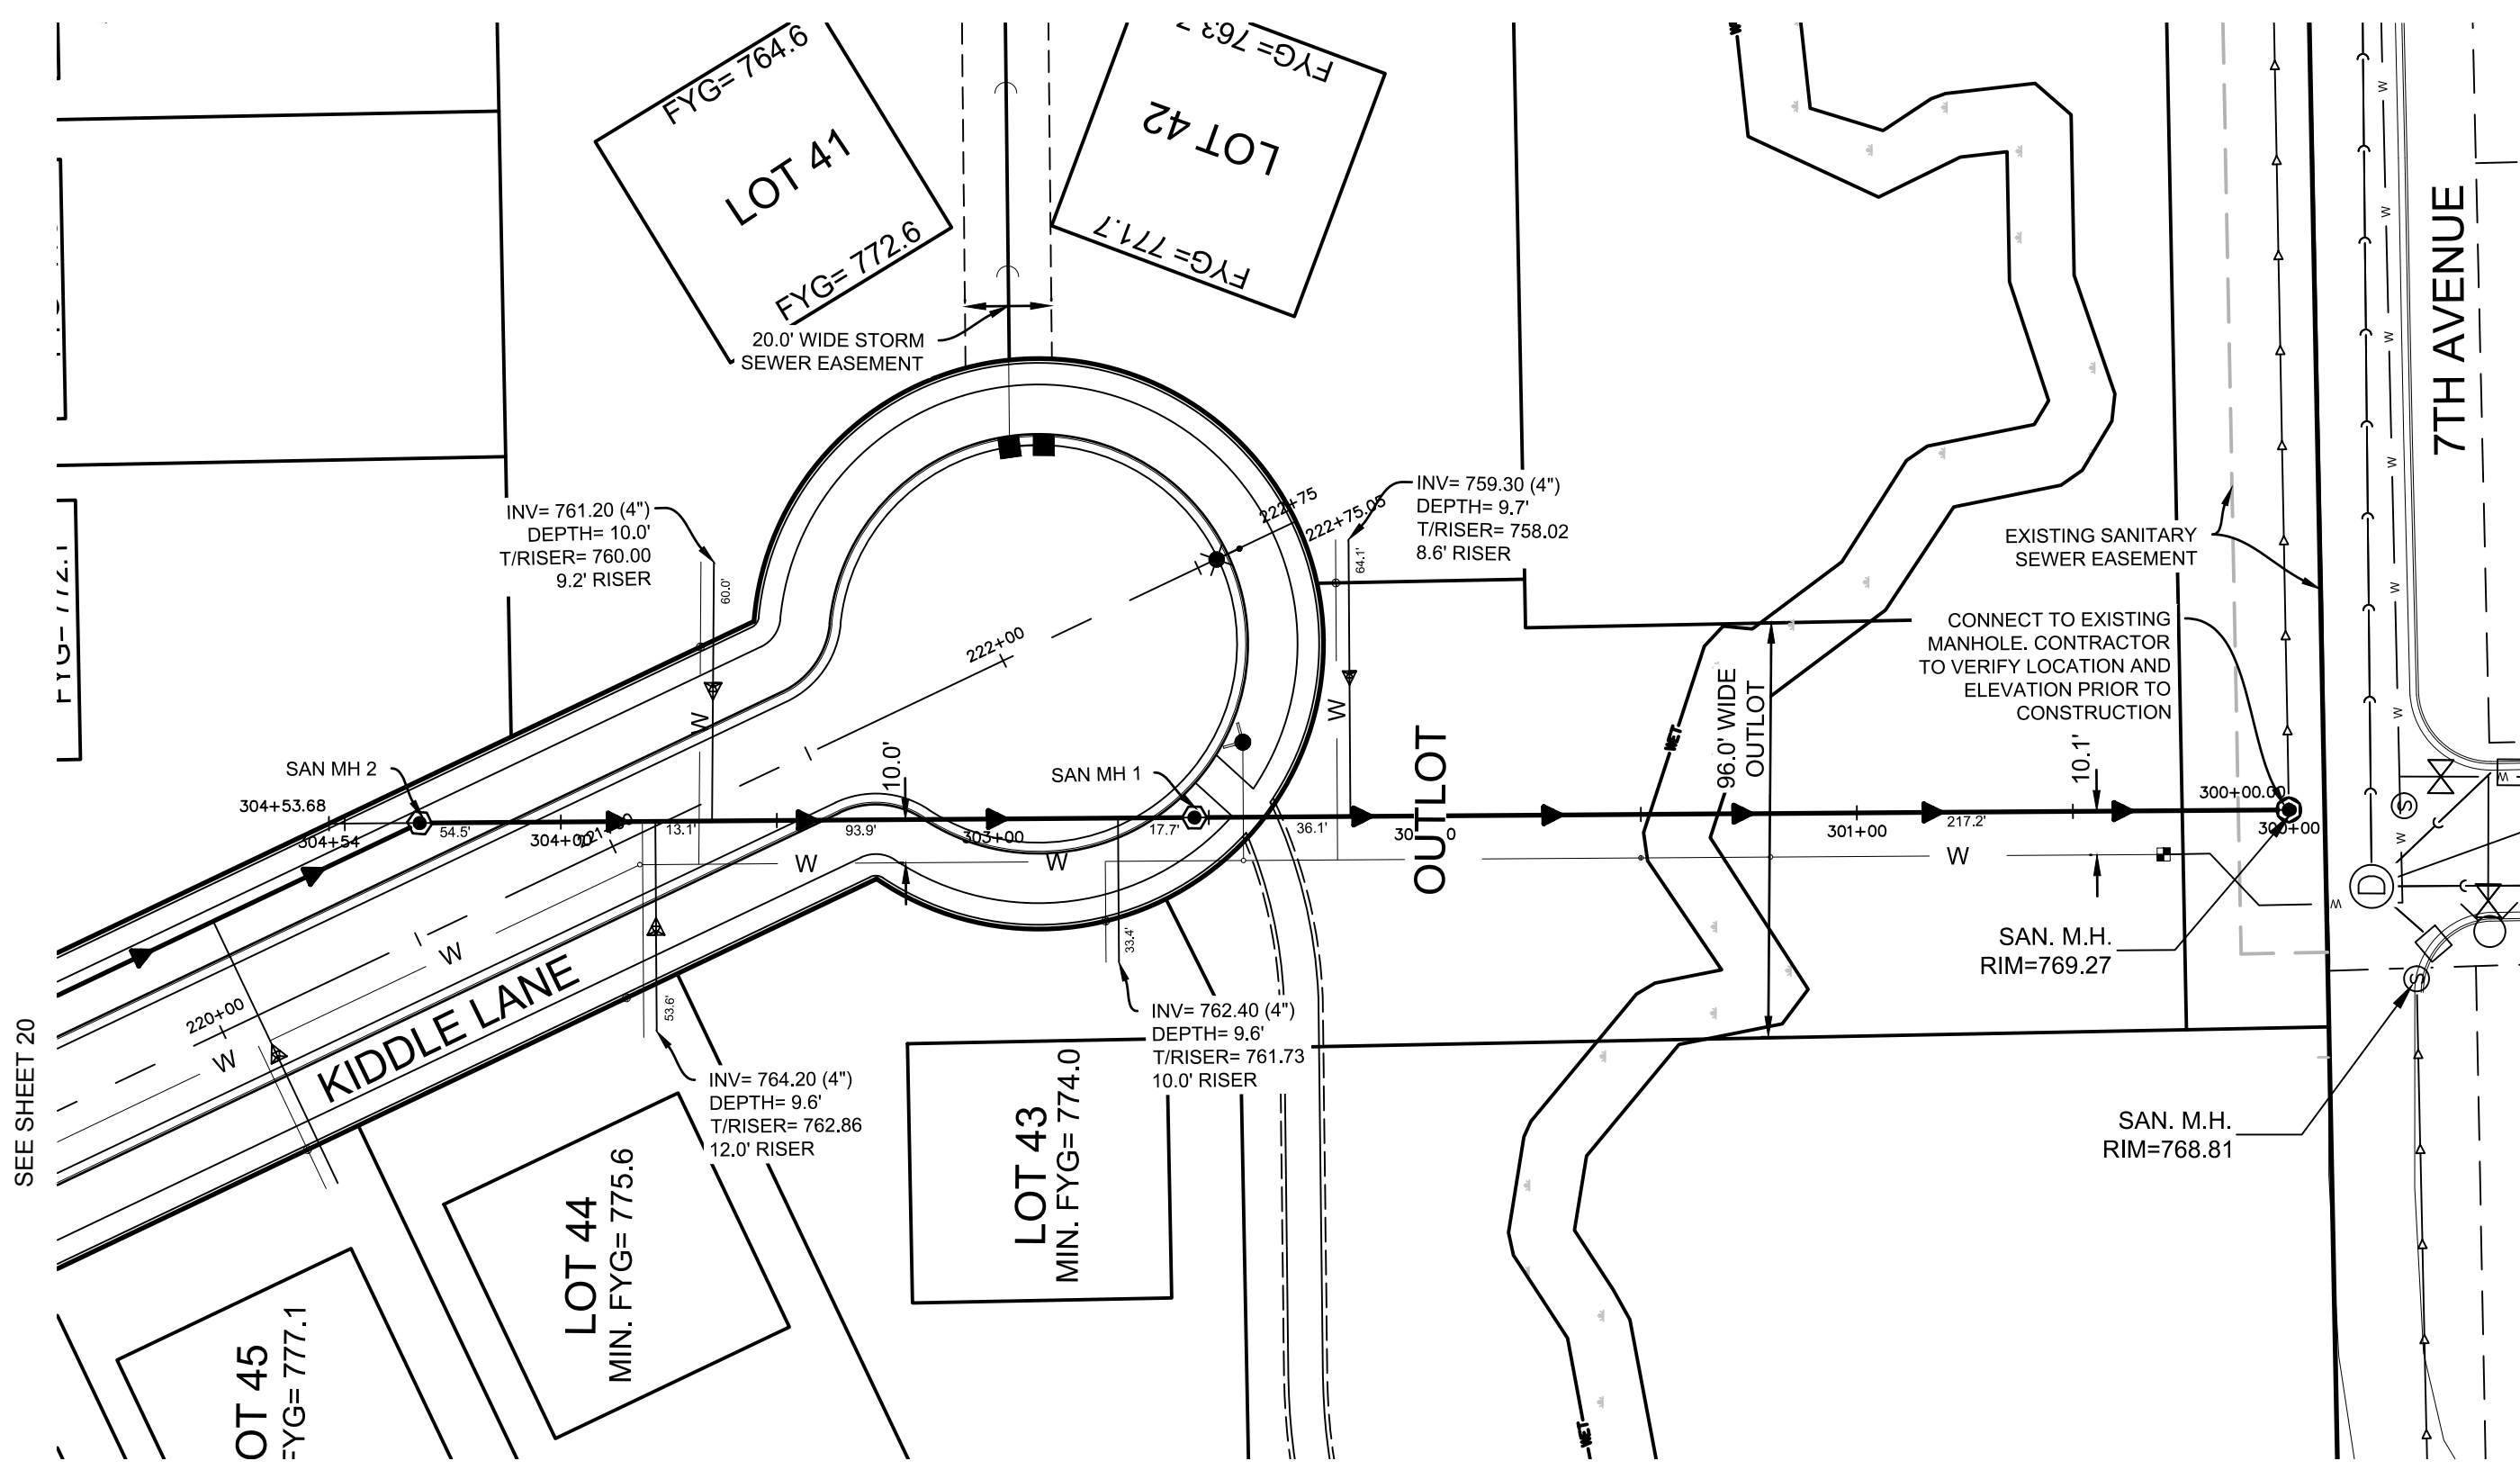 FYG= 764.6
LOT 41
FYG= 772.6
LOT 42
FYG= 771.7
20.0' WIDE STORM
SEWER EASEMENT
7TH AVENUE
INV= 761.20 (4")
DEPTH= 10.0'
T/RISER= 760.00
9.2' RISER
60.0'
222+75
222+75.05
INV= 759.30 (4")
DEPTH= 9.7'
T/RISER= 758.02
8.6' RISER
64.1'
EXISTING SANITARY
SEWER EASEMENT
CONNECT TO EXISTING
MANHOLE. CONTRACTOR
TO VERIFY LOCATION AND
ELEVATION PRIOR TO
CONSTRUCTION
222+00
96.0' WIDE
OUTLOT
OUTLOT
WET
10.0'
10.1'
SAN MH 2
SAN MH 1
304+53.68
304+54
54.5'
304+00
13.1'
93.9'
303+00
17.7'
36.1'
301+00
217.2'
300+00.00
300+00
W
W
W
W
W
W
W
S
D
S
33.4'
53.6'
220+00
KIDDLE LANE
SAN. M.H.
RIM=769.27
SAN. M.H.
RIM=768.81
INV= 762.40 (4")
DEPTH= 9.6'
T/RISER= 761.73
10.0' RISER
INV= 764.20 (4")
DEPTH= 9.6'
T/RISER= 762.86
12.0' RISER
SEE SHEET 20
LOT 43
MIN. FYG= 774.0
LOT 44
MIN. FYG= 775.6
OT 45
FYG= 777.1
WET